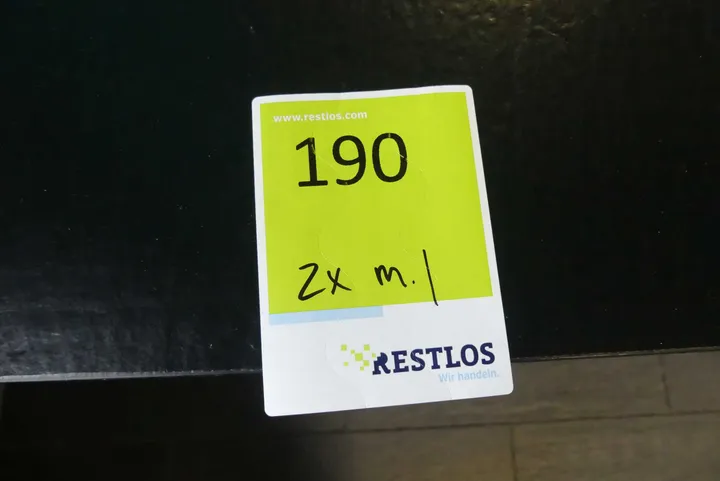 www.restlos.com
190
2x m. |
RESTLOS
Wir handeln.